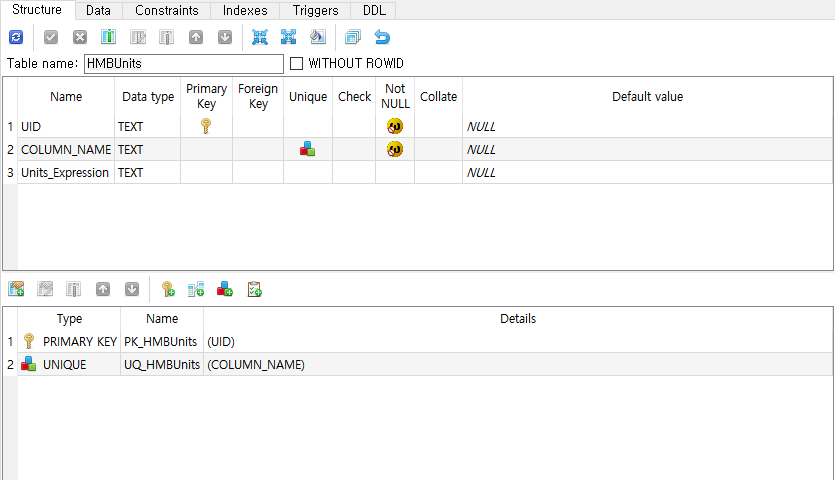 Structure Data Constraints Indexes Triggers DDL
Table name: HMBUnits WITHOUT ROWID
Name Data type Primary Key Foreign Key Unique Check Not NULL Collate Default value
1 UID TEXT NULL
2 COLUMN_NAME TEXT NULL
3 Units_Expression TEXT NULL
Type Name Details
1 PRIMARY KEY PK_HMBUnits (UID)
2 UNIQUE UQ_HMBUnits (COLUMN_NAME)